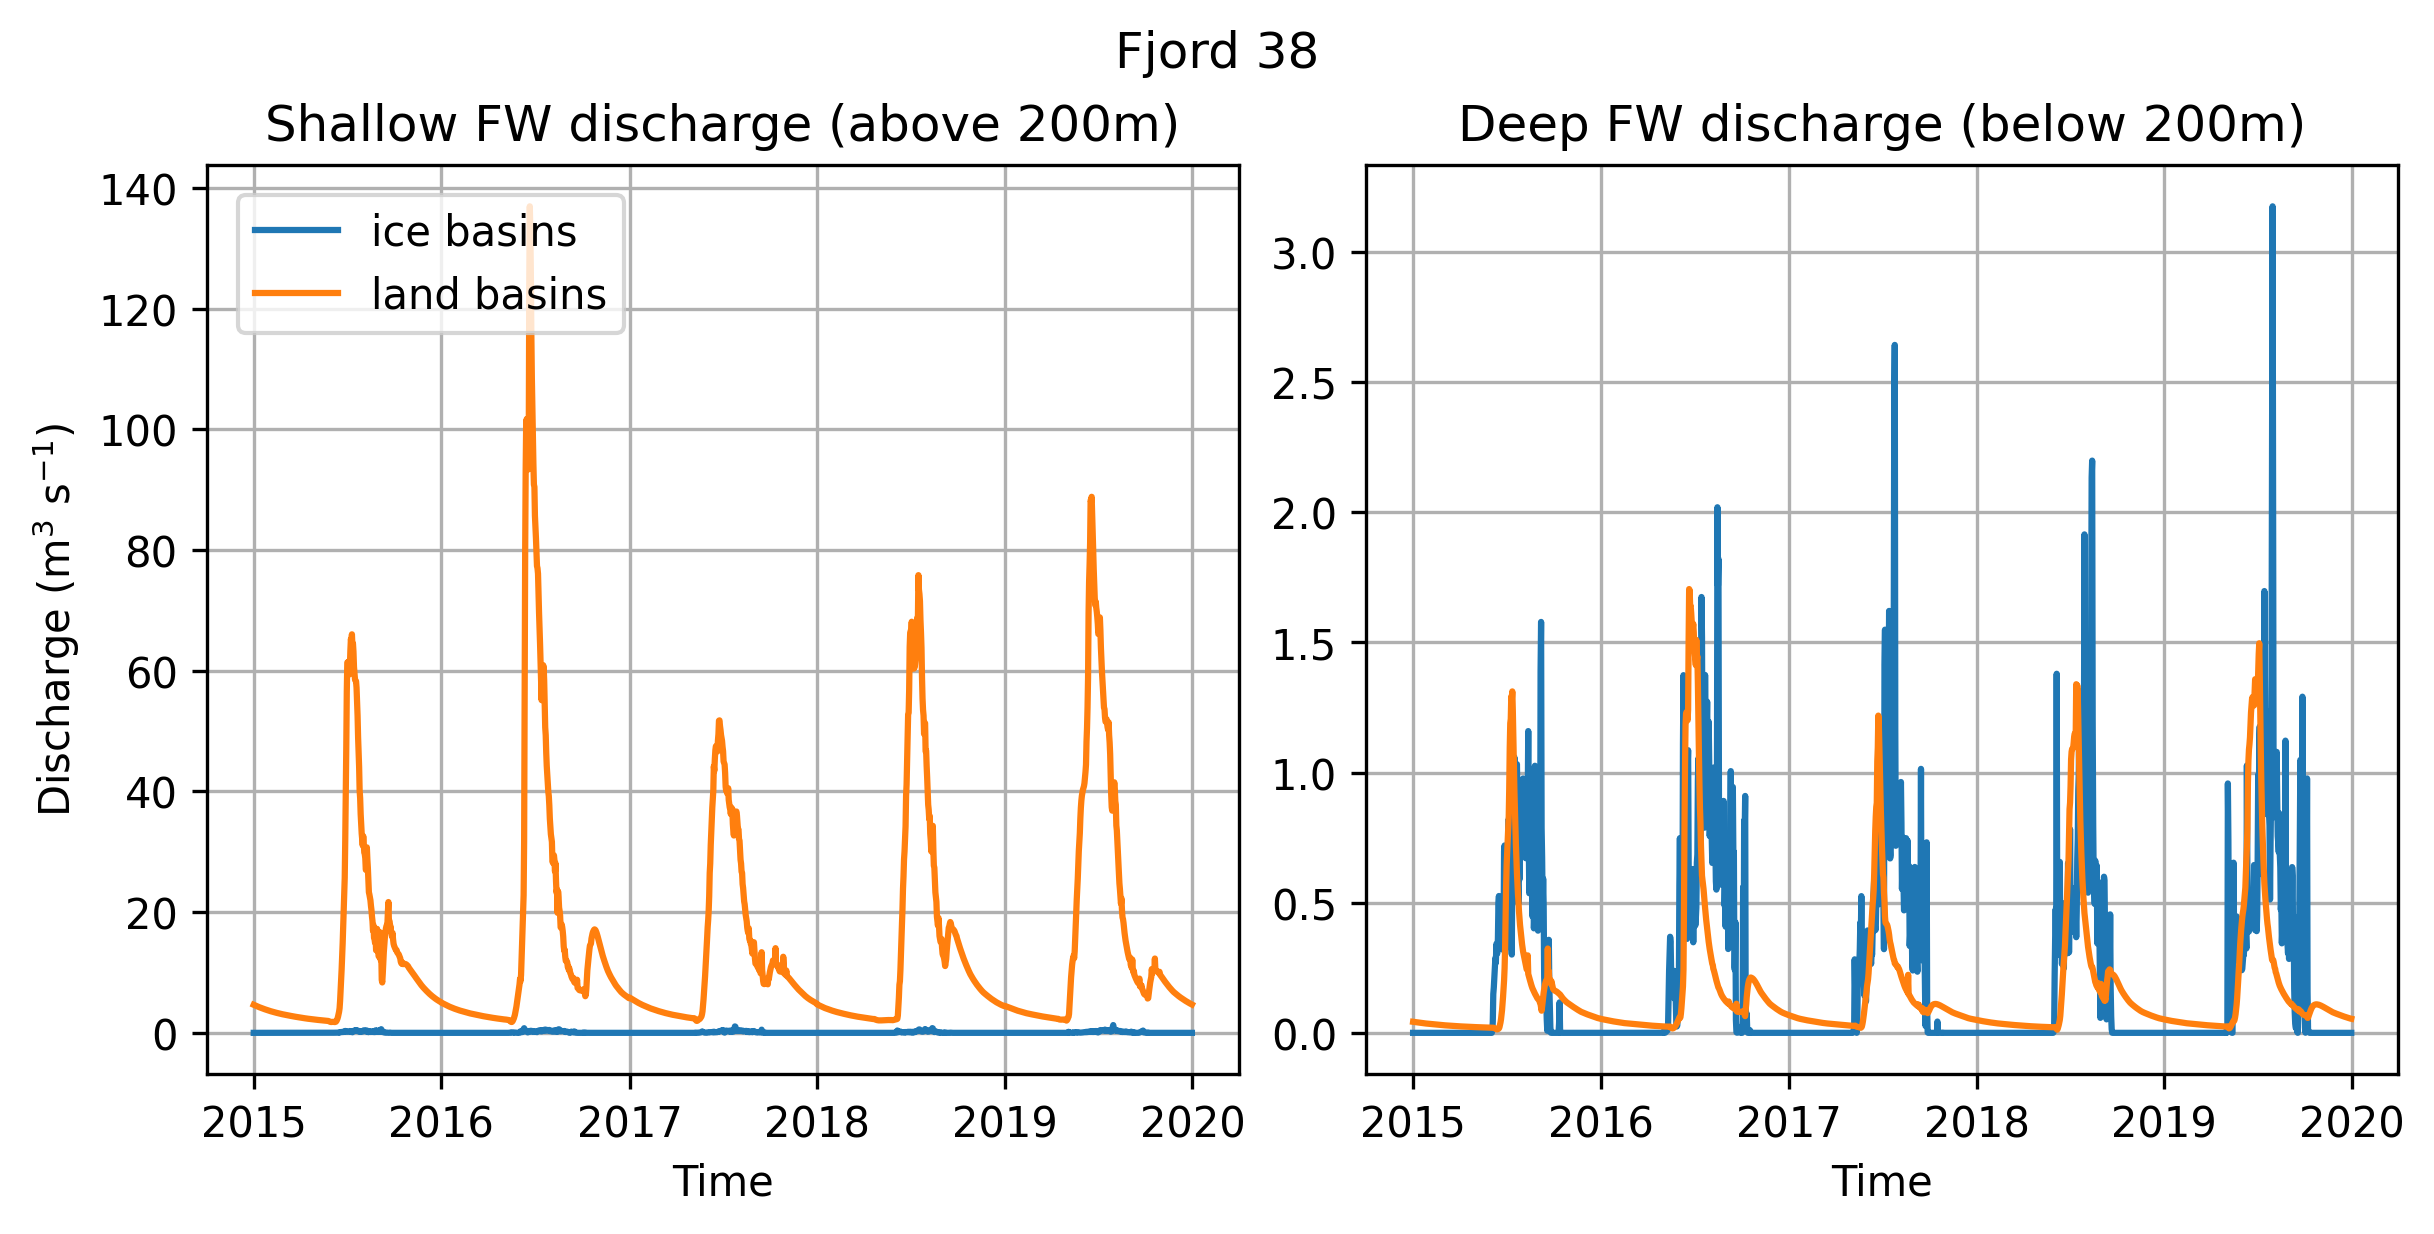 Fjord 38
Shallow FW discharge (above 200m)
Deep FW discharge (below 200m)
Discharge (m³ s⁻¹)
140
120
100
80
60
40
20
0
ice basins
land basins
2015 2016 2017 2018 2019 2020
Time
3.0
2.5
2.0
1.5
1.0
0.5
0.0
2015 2016 2017 2018 2019 2020
Time